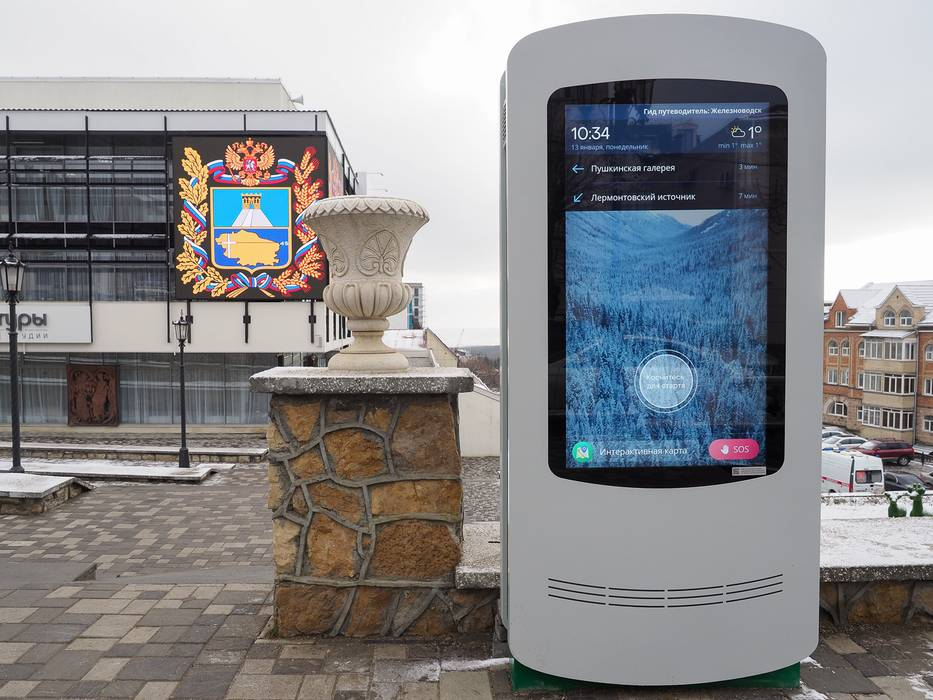 Гид путеводитель: Железноводск
10:34
1°
13 января, понедельник
min 1° max 1°
Пушкинская галерея
3 мин.
Лермонтовский источник
7 мин
Коснитесь
для старта
Интерактивная карта
SOS